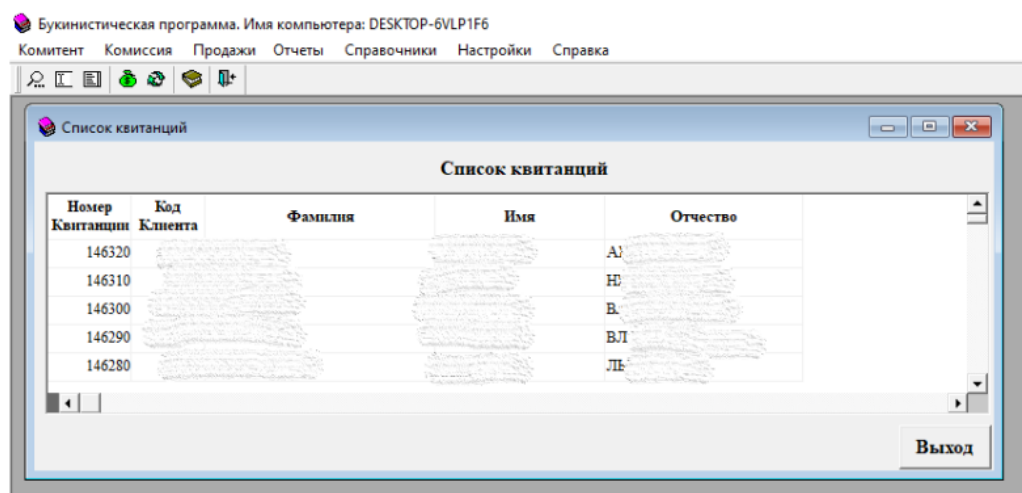 Букинистическая программа. Имя компьютера: DESKTOP-6VLP1F6
Комитент Комиссия Продажи Отчеты Справочники Настройки Справка
Список квитанций
Список квитанций
Номер Квитанции Код Клиента Фамилия Имя Отчество
146320
146310
146300
146290 ВЛ
146280
Выход